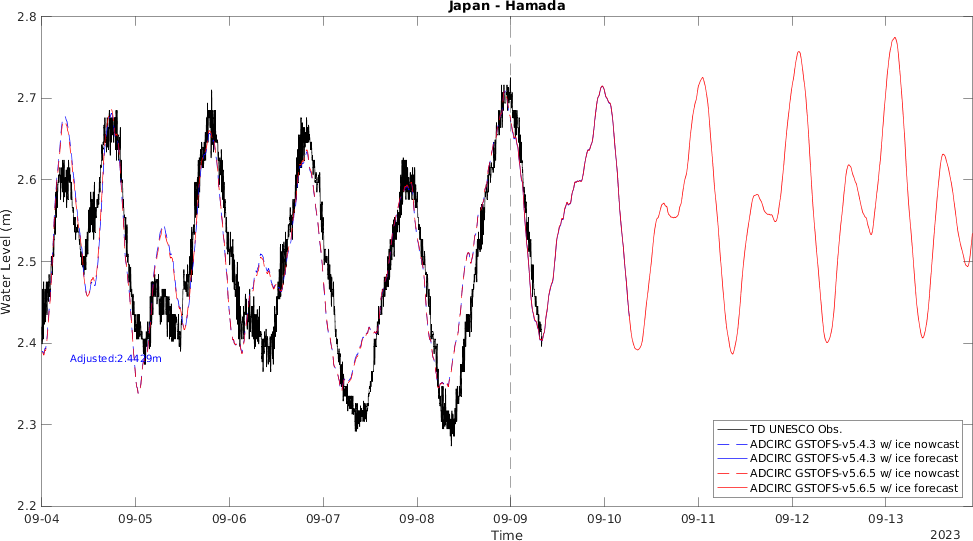 Japan - Hamada
2.8
2.7
2.6
2.5
2.4
2.3
2.2
Water Level (m)
Adjusted:2.4429m
TD UNESCO Obs.
ADCIRC GSTOFS-v5.4.3 w/ ice nowcast
ADCIRC GSTOFS-v5.4.3 w/ ice forecast
ADCIRC GSTOFS-v5.6.5 w/ ice nowcast
ADCIRC GSTOFS-v5.6.5 w/ ice forecast
09-04 09-05 09-06 09-07 09-08 09-09 09-10 09-11 09-12 09-13
Time
2023